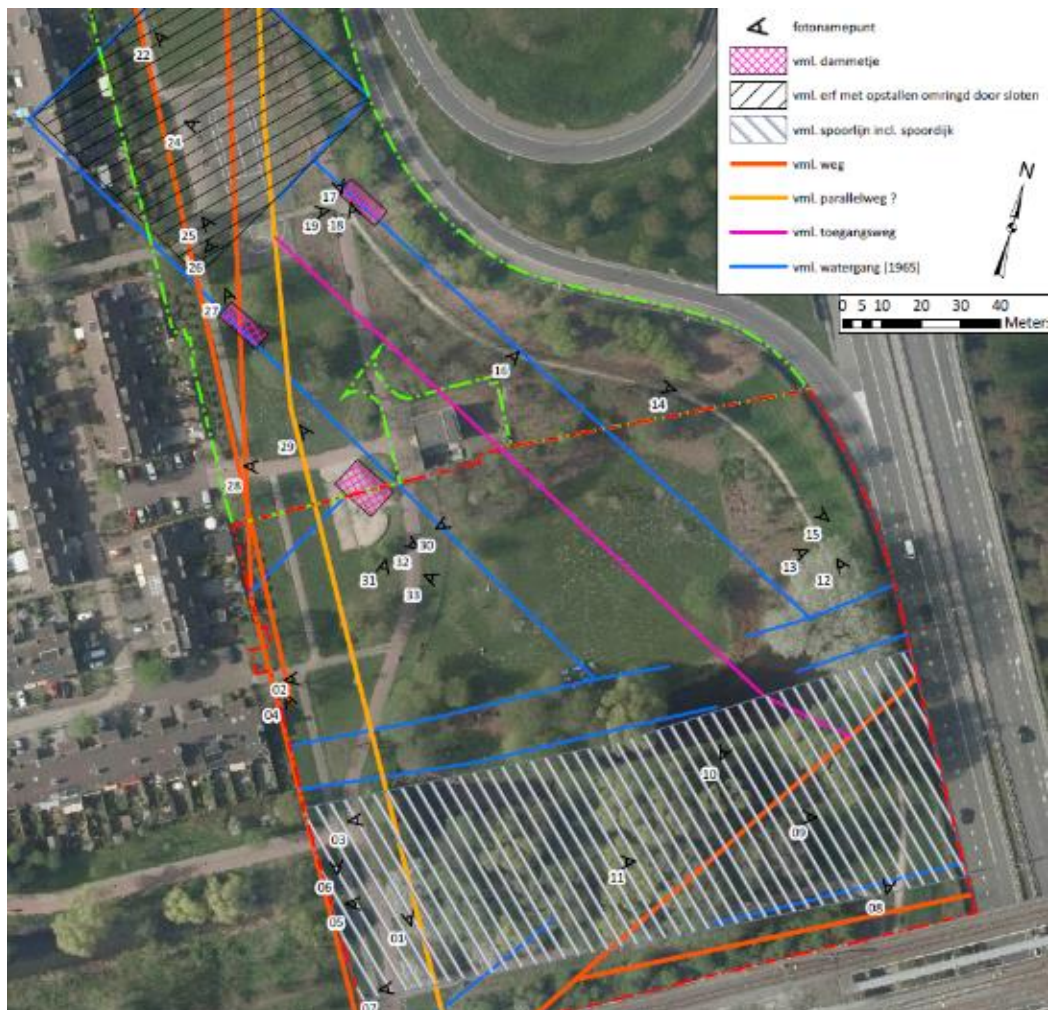 fotonamepunt
vml. dammetje
vml. erf met opstallen omringd door sloten
vml. spoorlijn incl. spoordijk
vml. weg
vml. parallelweg ?
vml. toegangsweg
vml. watergang (1965)
N
0 5 10 20 30 40
Meter
22
24
17
19 18
25
26
27
16
14
29
28
15
30
32
13
12
31
33
02
04
10
03
09
11
06
05
08
01
07